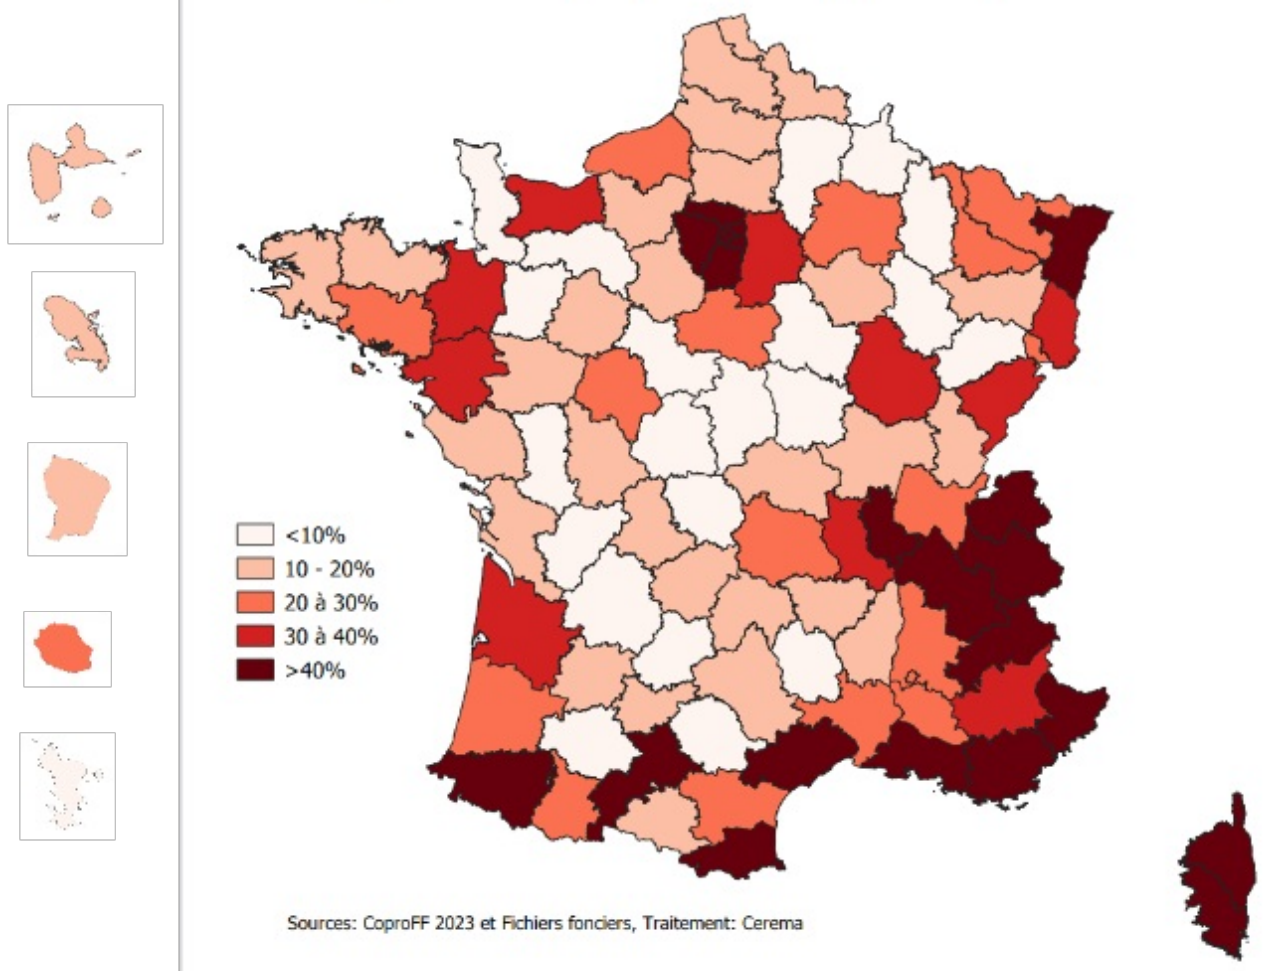 <10%
10 - 20%
20 à 30%
30 à 40%
>40%
Sources: CoproFF 2023 et Fichiers fonciers, Traitement: Cerema